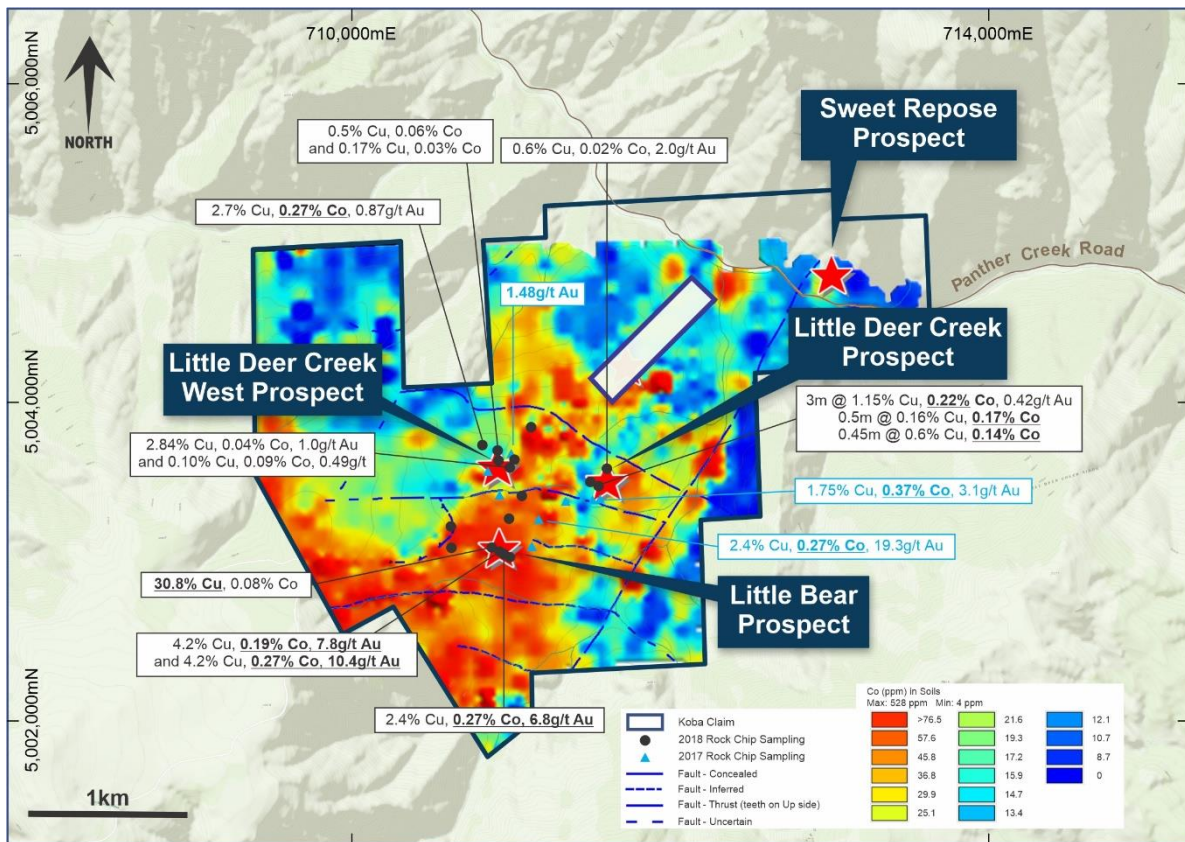 710,000mE
714,000mE
5,006,000mN
NORTH
Sweet Repose
Prospect
0.5% Cu, 0.06% Co
and 0.17% Cu, 0.03% Co
0.6% Cu, 0.02% Co, 2.0g/t Au
2.7% Cu, 0.27% Co, 0.87g/t Au
Panther Creek Road
1.48g/t Au
Little Deer Creek
Prospect
Little Deer Creek
West Prospect
5,004,000mN
3m @ 1.15% Cu, 0.22% Co, 0.42g/t Au
0.5m @ 0.16% Cu, 0.17% Co
0.45m @ 0.6% Cu, 0.14% Co
2.84% Cu, 0.04% Co, 1.0g/t Au
and 0.10% Cu, 0.09% Co, 0.49g/t
1.75% Cu, 0.37% Co, 3.1g/t Au
2.4% Cu, 0.27% Co, 19.3g/t Au
30.8% Cu, 0.08% Co
Little Bear
Prospect
4.2% Cu, 0.19% Co, 7.8g/t Au
and 4.2% Cu, 0.27% Co, 10.4g/t Au
2.4% Cu, 0.27% Co, 6.8g/t Au
5,002,000mN
1km
Koba Claim
2018 Rock Chip Sampling
2017 Rock Chip Sampling
Fault - Concealed
Fault - Inferred
Fault - Thrust (teeth on Up side)
Fault - Uncertain
Co (ppm) in Soils
Max: 528 ppm Min: 4 ppm
>76.5
57.6
45.8
36.8
29.9
25.1
21.6
19.3
17.2
15.9
14.7
13.4
12.1
10.7
8.7
0